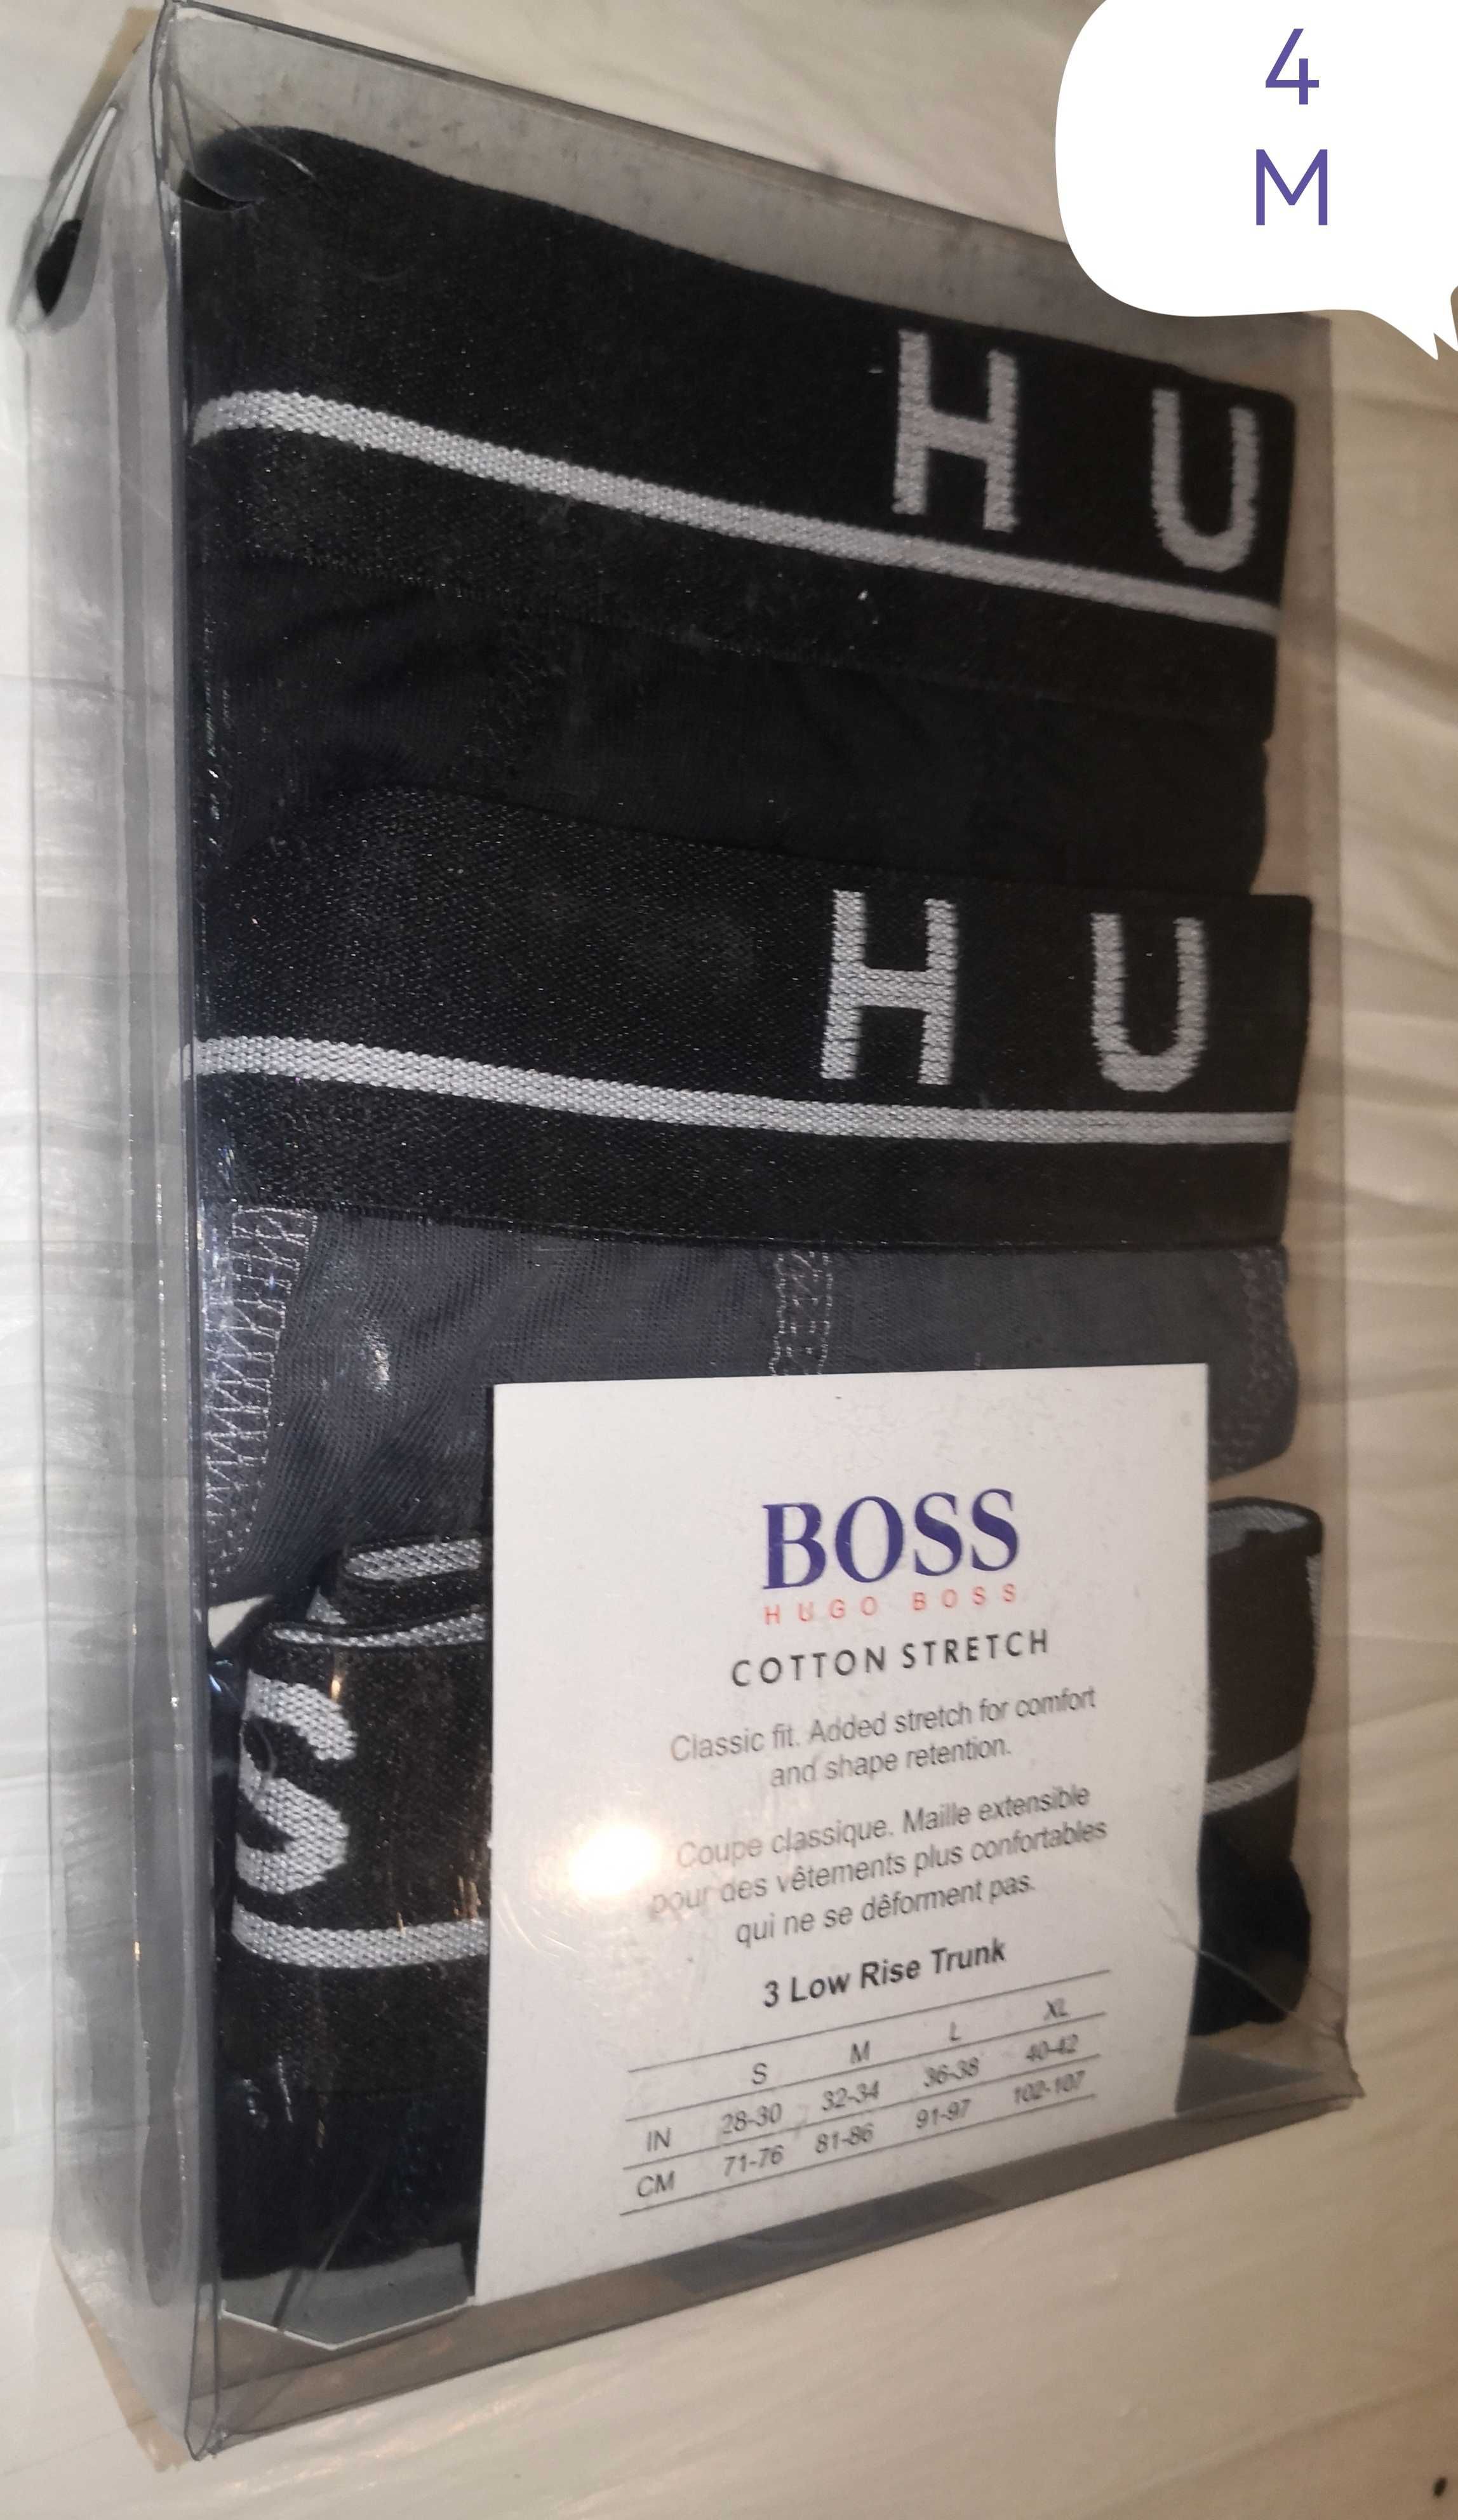 4
M
H U
H U
S
BOSS
HUGO BOSS
COTTON STRETCH
Classic fit. Added stretch for comfort
and shape retention.
Coupe classique. Maille extensible
pour des vêtements plus confortables
qui ne se dêforment pas.
3 Low Rise Trunk
S M L XL
IN 28-30 32-34 36-38 40-42
CM 71-76 81-86 91-97 102-107